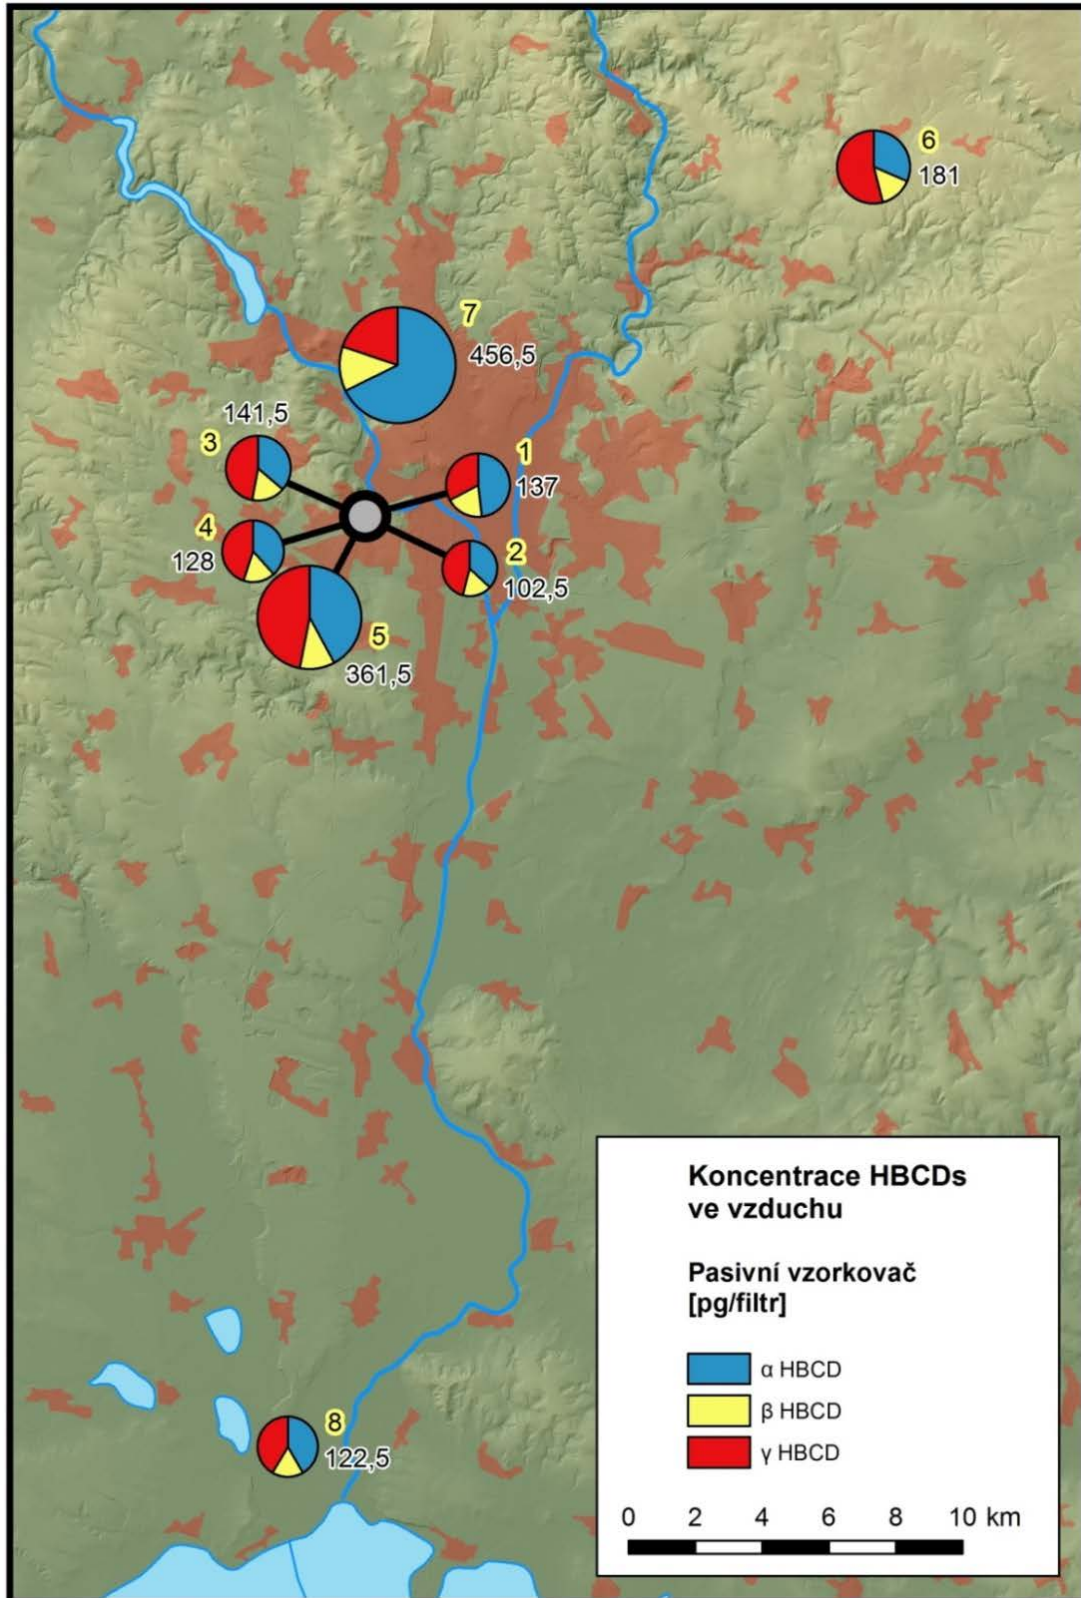 6
181
7
456,5
141,5
3
1
137
4
128
2
102,5
5
361,5
8
122,5
Koncentrace HBCDs
ve vzduchu
Pasivní vzorkovač
[pg/filtr]
α HBCD
β HBCD
γ HBCD
0 2 4 6 8 10 km